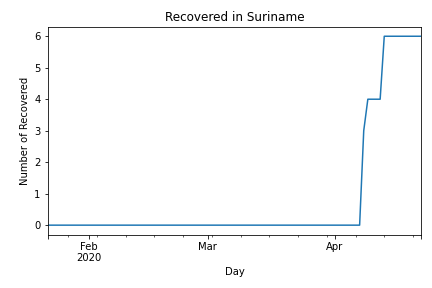 Recovered in Suriname
Number of Recovered
6
5
4
3
2
1
0
Feb
2020
Mar
Apr
Day